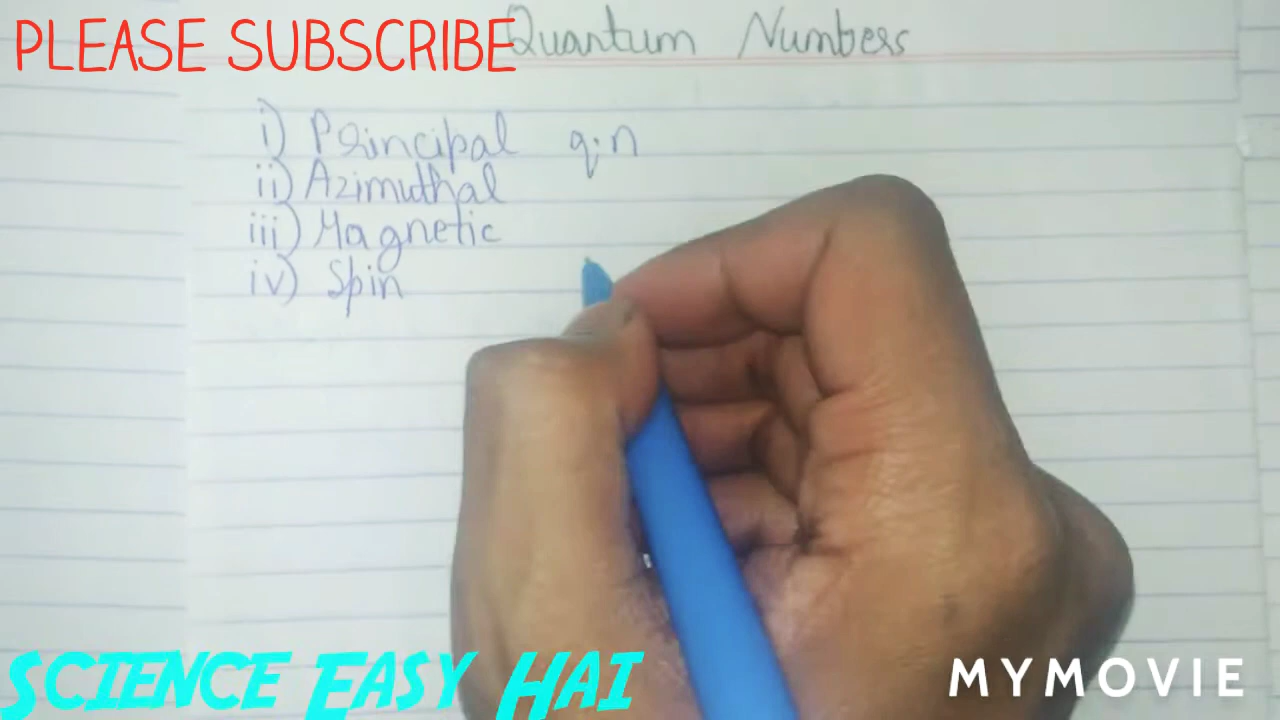 PLEASE SUBSCRIBE
Quantum Numbers
i) Principal q.n
ii) Azimuthal
iii) Magnetic
iv) Spin
SCIENCE EASY HAI
MYMOVIE